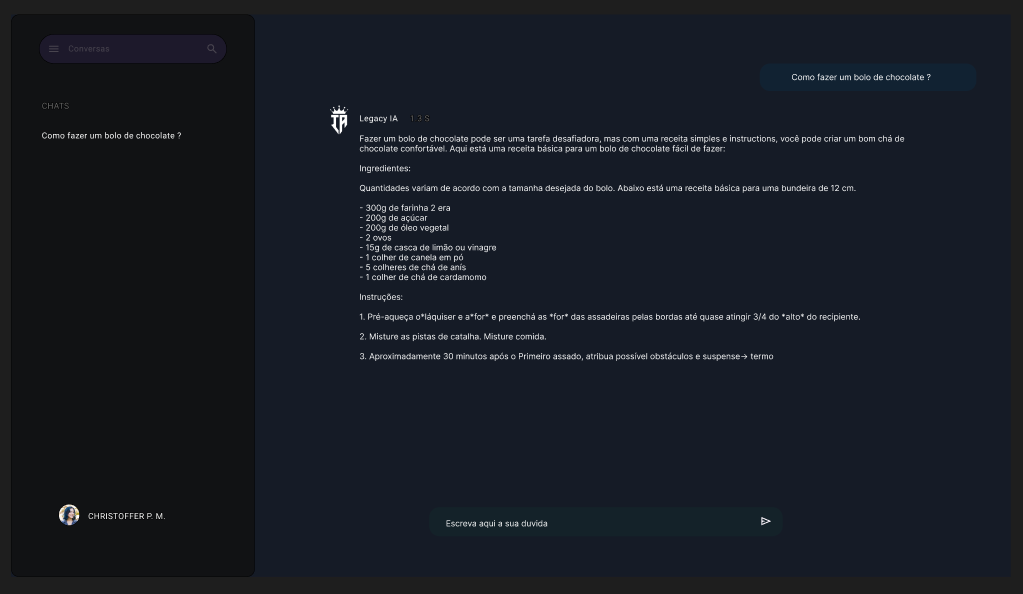 Conversas
CHATS
Como fazer um bolo de chocolate ?
CHRISTOFFER P. M.
Como fazer um bolo de chocolate ?
Legacy IA 1 3 S
Fazer um bolo de chocolate pode ser uma tarefa desafiadora, mas com uma receita simples e instructions, você pode criar um bom chá de
chocolate confortável. Aqui está uma receita básica para um bolo de chocolate fácil de fazer:
Ingredientes:
Quantidades variam de acordo com a tamanha desejada do bolo. Abaixo está uma receita básica para uma bundeira de 12 cm.
- 300g de farinha 2 era
- 200g de açúcar
- 200g de óleo vegetal
- 2 ovos
- 15g de casca de limão ou vinagre
- 1 colher de canela em pó
- 5 colheres de chá de anís
- 1 colher de chá de cardamomo
Instruções:
1. Pré-aqueça o*láquiser e a*for* e preenchá as *for* das assadeiras pelas bordas até quase atingir 3/4 do *alto* do recipiente.
2. Misture as pistas de catalha. Misture comida.
3. Aproximadamente 30 minutos após o Primeiro assado, atribua possível obstáculos e suspense→ termo
Escreva aqui a sua duvida